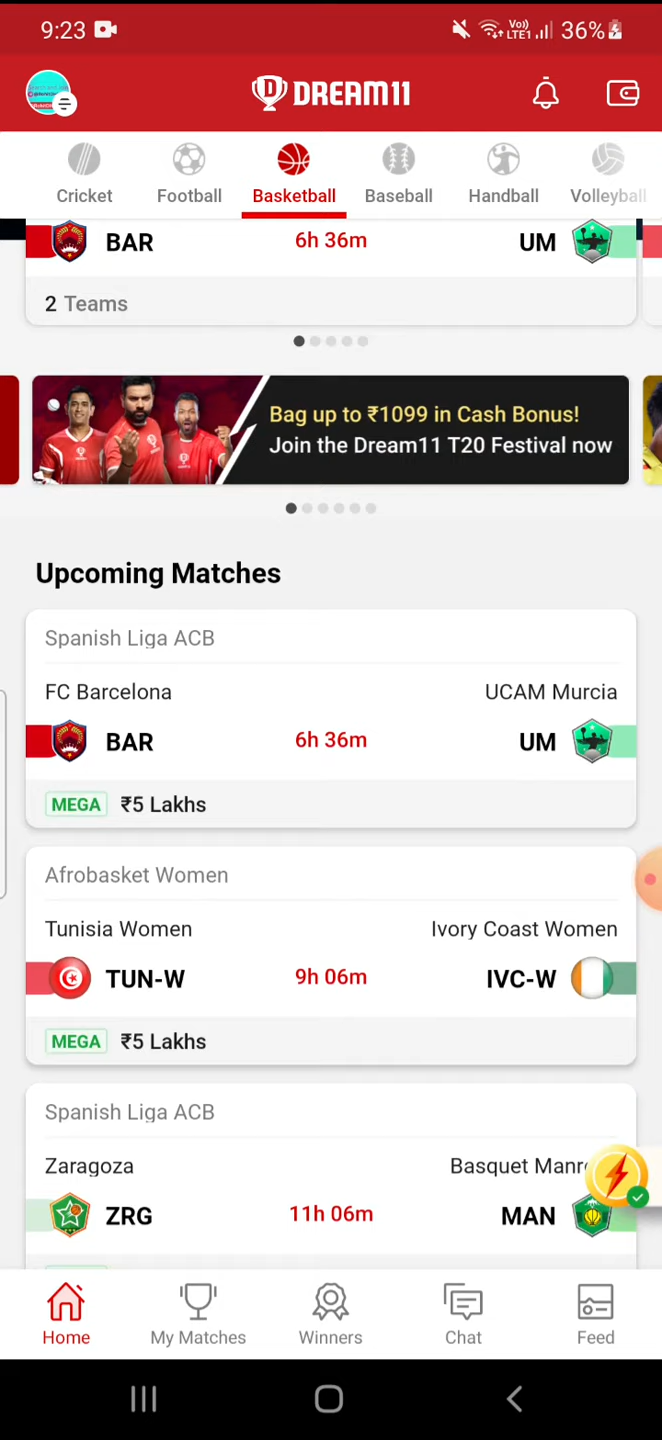 9:23
Vo)) LTE1 36%
DREAM11
Cricket Football Basketball Baseball Handball Volleyball
BAR 6h 36m UM
2 Teams
Bag up to ₹1099 in Cash Bonus!
Join the Dream11 T20 Festival now
Upcoming Matches
Spanish Liga ACB
FC Barcelona UCAM Murcia
BAR 6h 36m UM
MEGA ₹5 Lakhs
Afrobasket Women
Tunisia Women Ivory Coast Women
TUN-W 9h 06m IVC-W
MEGA ₹5 Lakhs
Spanish Liga ACB
Zaragoza Basquet Manr
ZRG 11h 06m MAN
Home My Matches Winners Chat Feed